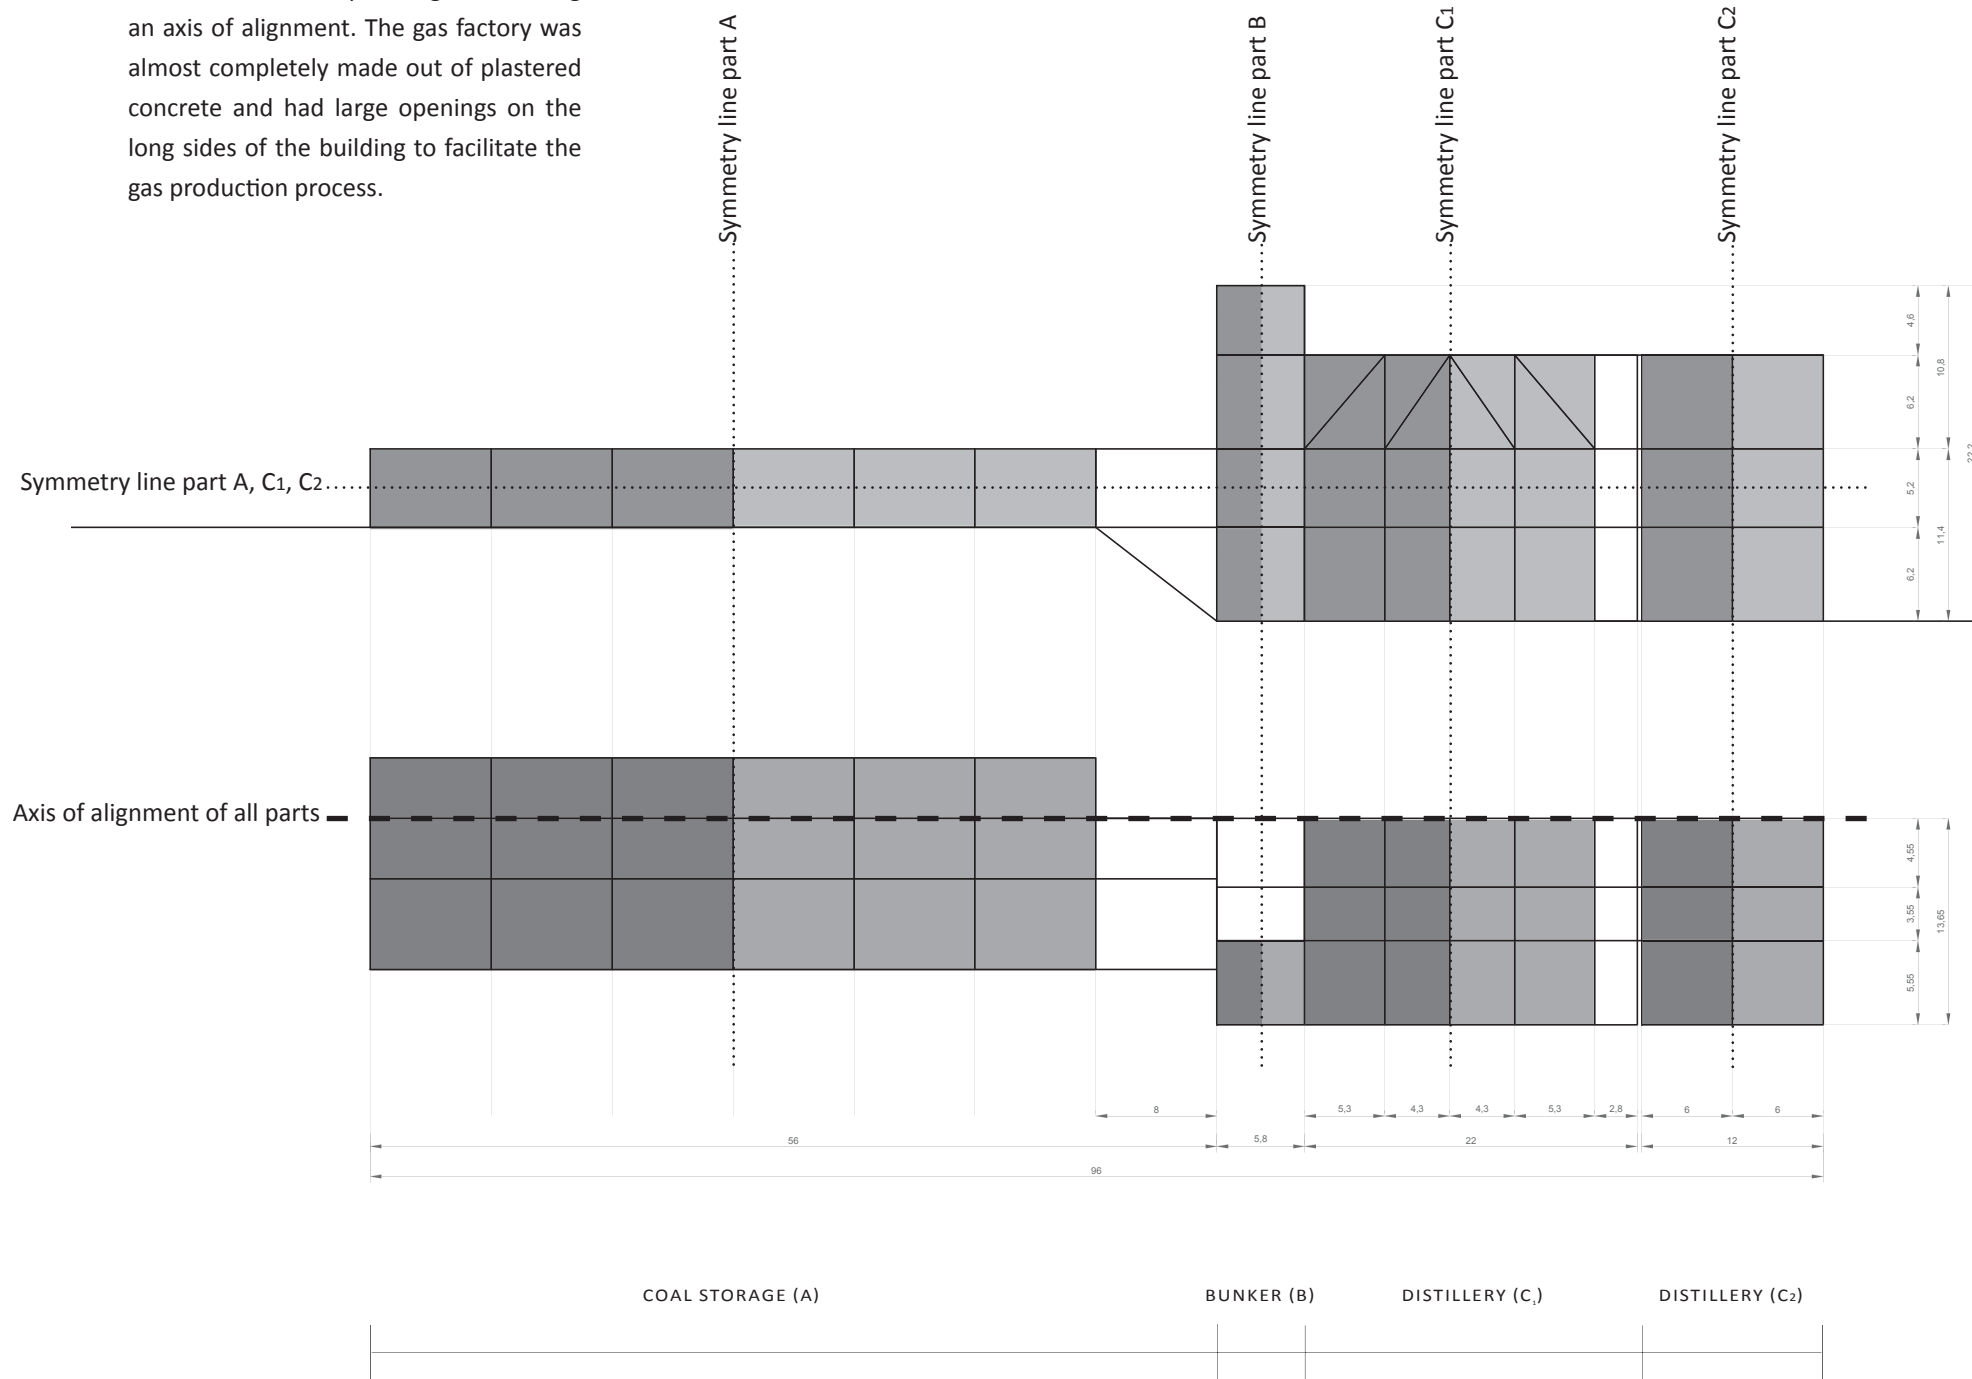 an axis of alignment. The gas factory was
almost completely made out of plastered
concrete and had large openings on the
long sides of the building to facilitate the
gas production process.
Symmetry line part A
Symmetry line part B
Symmetry line part C1
Symmetry line part C2
4,6
10,8
6,2
Symmetry line part A, C1, C2
5,2
11,4
6,2
Axis of alignment of all parts
4,55
3,55
13,65
5,55
8
5,3
4,3
4,3
5,3
2,8
6
6
56
5,8
22
12
96
COAL STORAGE (A)
BUNKER (B)
DISTILLERY (C1)
DISTILLERY (C2)